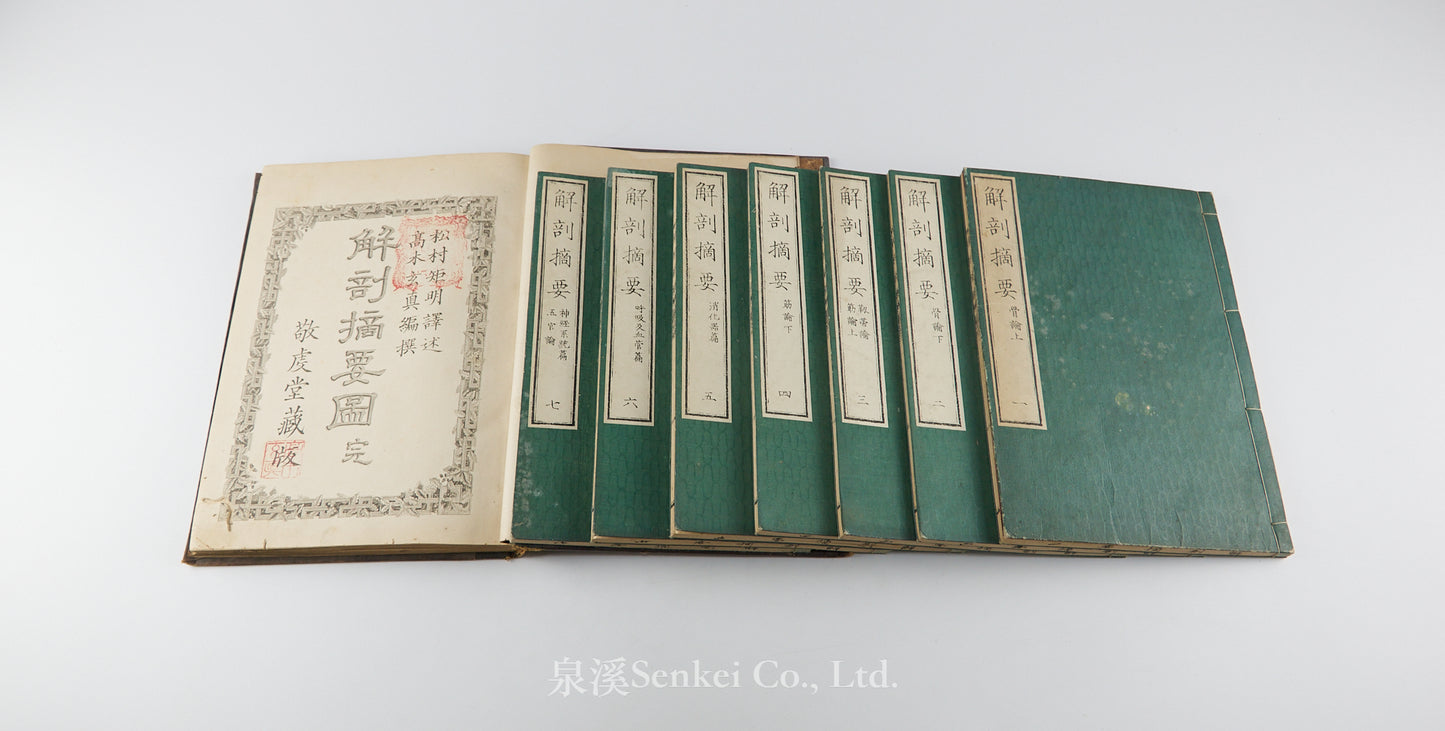 解剖摘要 骨論上 一
解剖摘要 骨論下 二
解剖摘要
靱帶論
筋論上
三
解剖摘要 筋論下 四
解剖摘要 消化器篇 五
解剖摘要 呼吸及血管篇 六
解剖摘要
神経系統篇
五官論
七
松村矩明譯述
髙木玄真編撰
解剖摘要圖 完
敬虔堂藏版
泉溪Senkei Co., Ltd.